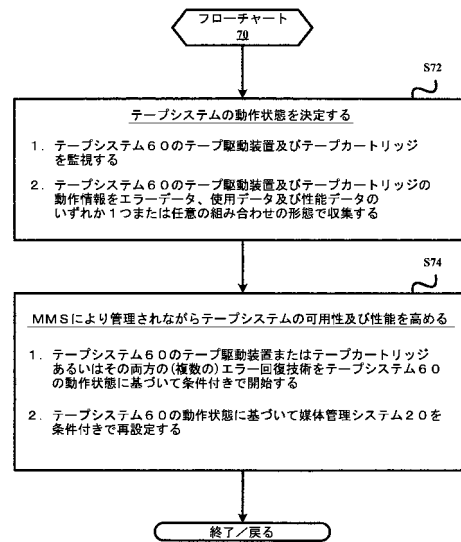 フローチャート
70
S72
テープシステムの動作状態を決定する
1. テープシステム60のテープ駆動装置及びテープカートリッジ
を監視する
2. テープシステム60のテープ駆動装置及びテープカートリッジの
動作情報をエラーデータ、使用データ及び性能データの
いずれか1つまたは任意の組み合わせの形態で収集する
S74
MMSにより管理されながらテープシステムの可用性及び性能を高める
1. テープシステム60のテープ駆動装置またはテープカートリッジ
あるいはその両方の(複数の)エラー回復技術をテープシステム60
の動作状態に基づいて条件付きで開始する
2. テープシステム60の動作状態に基づいて媒体管理システム20を
条件付きで再設定する
終了/戻る